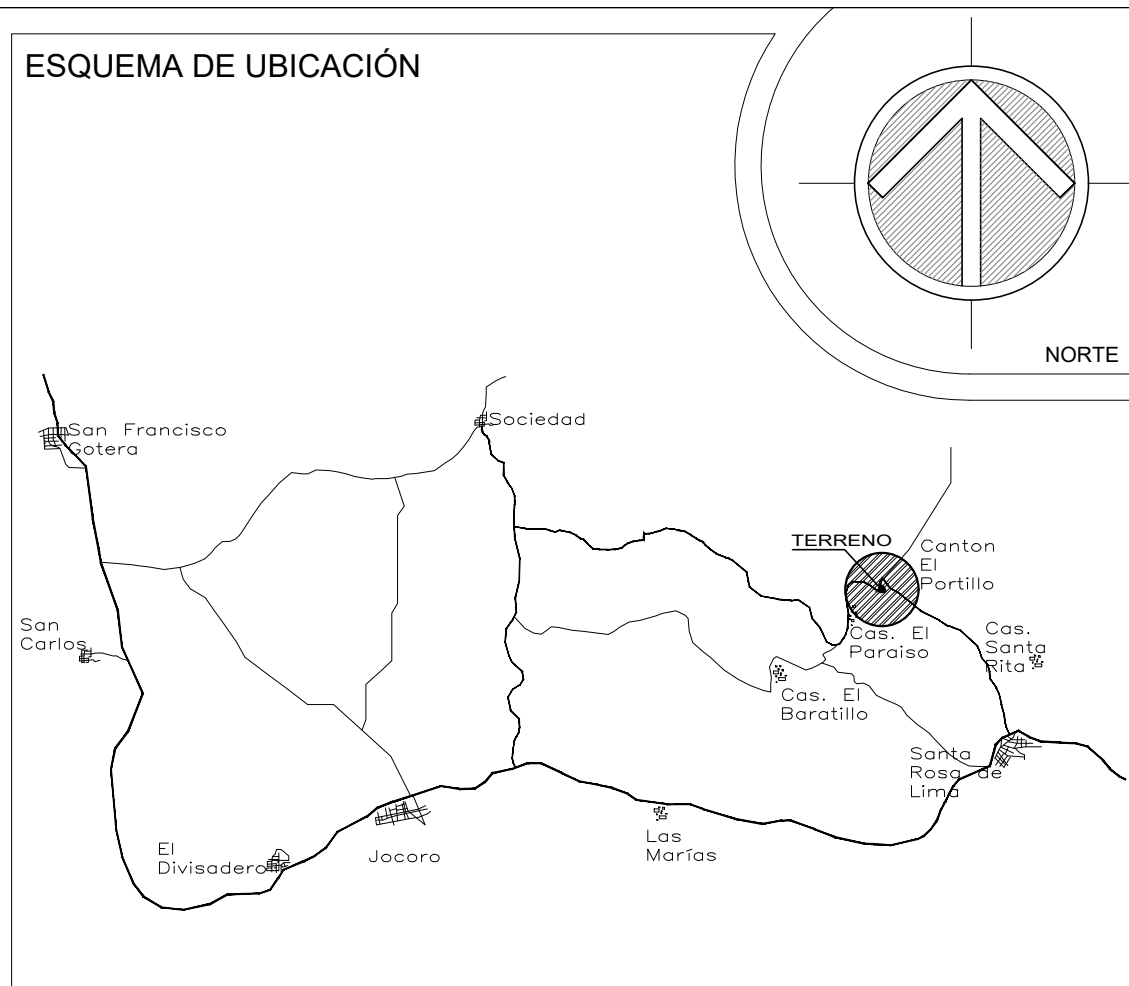 ESQUEMA DE UBICACIÓN
NORTE
San Francisco
Gotera
Sociedad
TERRENO
Canton
El
Portillo
San
Carlos
Cas. El
Paraiso
Cas.
Santa
Rita
Cas. El
Baratillo
Santa
Rosa de
Lima
El
Divisadero
Jocoro
Las
Marías